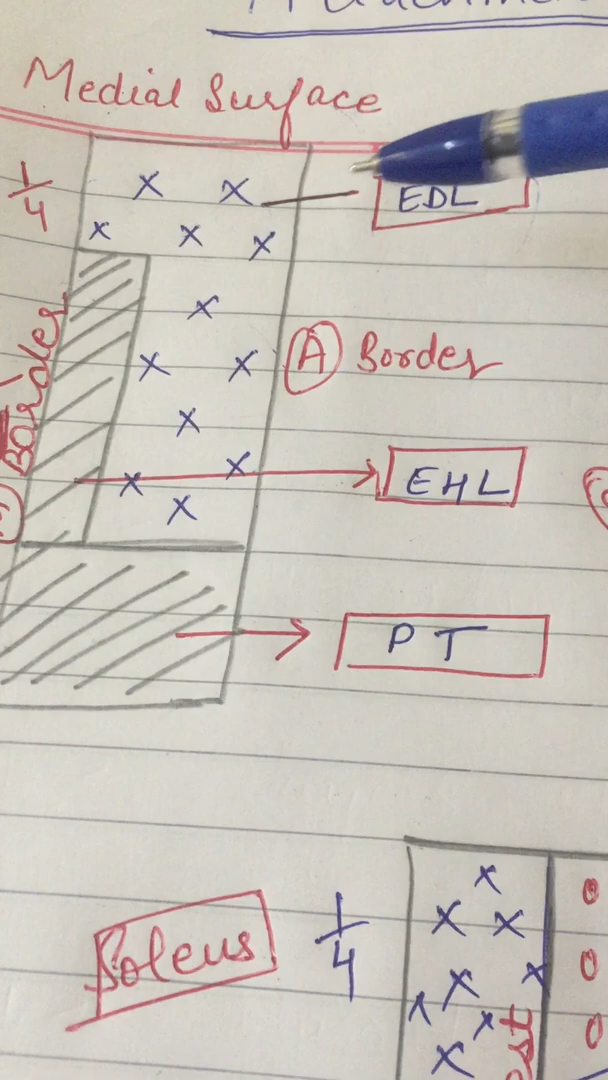 Medial Surface
1/4
EDL
Border
A Border
EHL
PT
Soleus
1/4